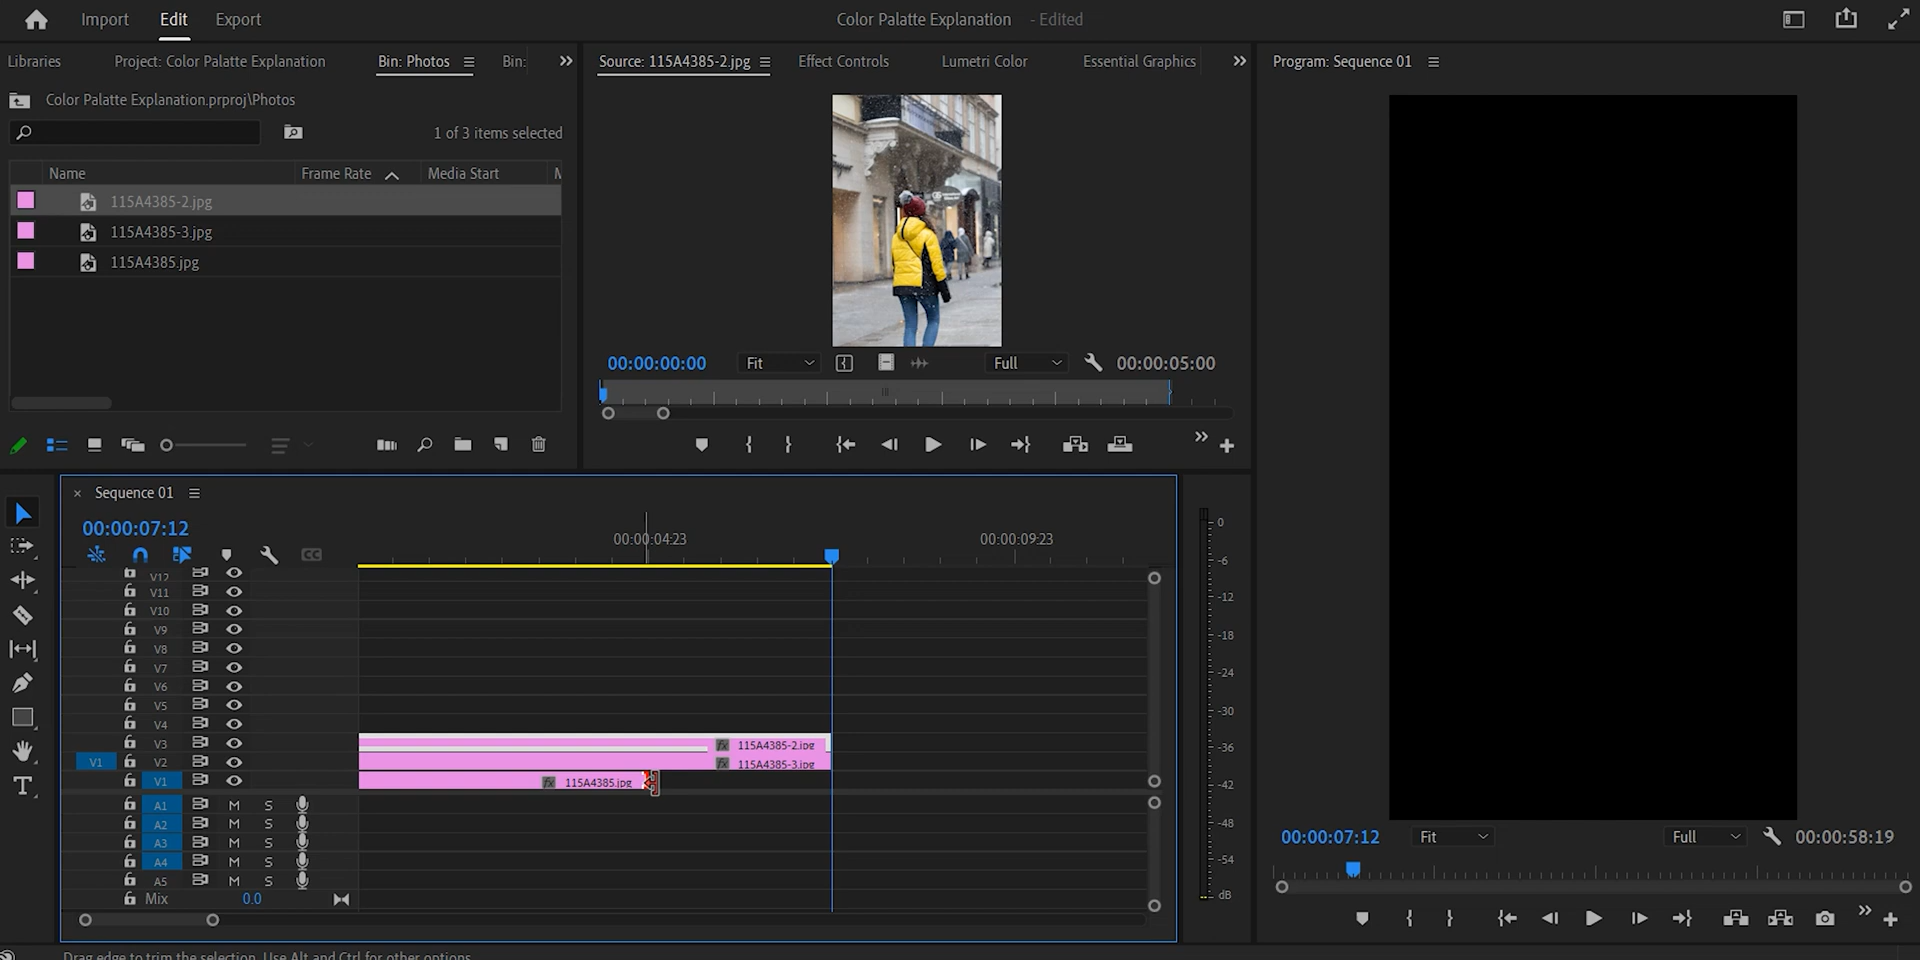 Import Edit Export Color Palatte Explanation - Edited
Libraries Project: Color Palatte Explanation Bin: Photos Bin:
Source: 115A4385-2.jpg Effect Controls Lumetri Color Essential Graphics
Program: Sequence 01
Color Palatte Explanation.prproj\Photos
1 of 3 items selected
Name Frame Rate Media Start
115A4385-2.jpg
115A4385-3.jpg
115A4385.jpg
00:00:00:00 Fit Full 00:00:05:00
Sequence 01
00:00:07:12
00:00:04:23 00:00:09:23
CC
V12
V11
V10
V9
V8
V7
V6
V5
V4
V3 115A4385-2.jpg
V1 V2 115A4385-3.jpg
V1 115A4385.jpg
A1 M S
A2 M S
A3 M S
A4 M S
A5 M S
Mix 0.0
0
-6
-12
-18
-24
-30
-36
-42
-48
-54
dB
00:00:07:12 Fit Full 00:00:58:19
Drag edge to trim the selection. Use Alt and Ctrl for other options.